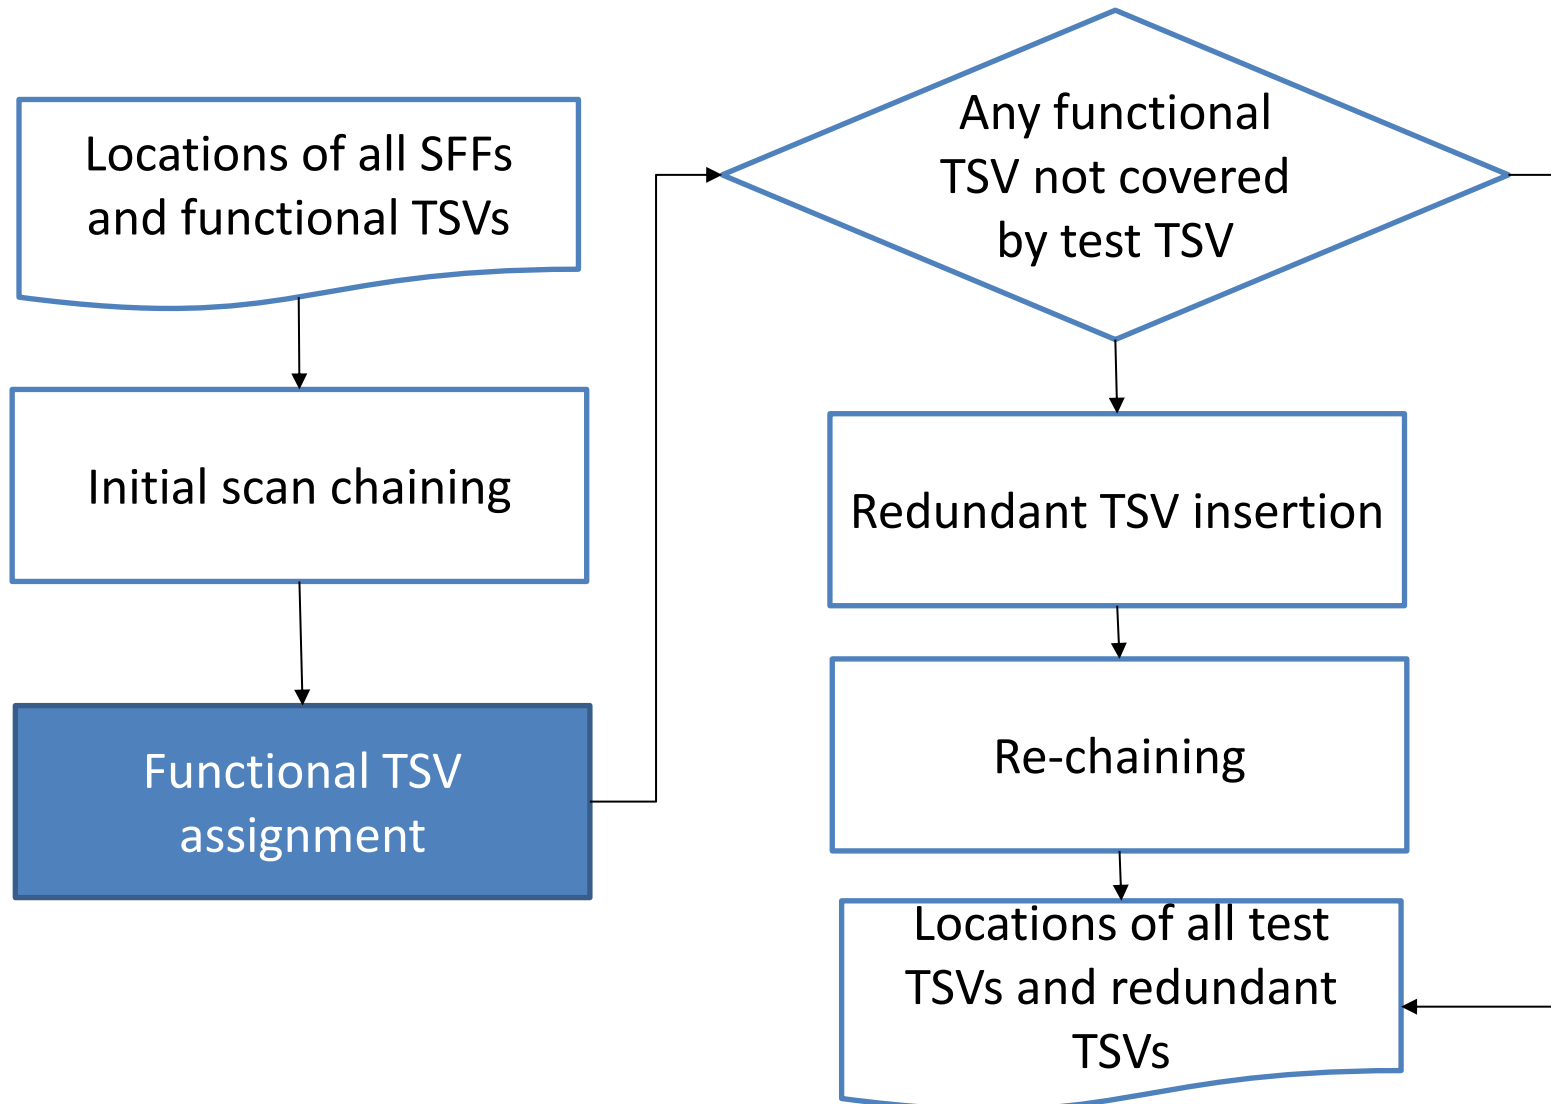 Locations of all SFFs
and functional TSVs
Initial scan chaining
Functional TSV
assignment
Any functional
TSV not covered
by test TSV
Redundant TSV insertion
Re-chaining
Locations of all test
TSVs and redundant
TSVs